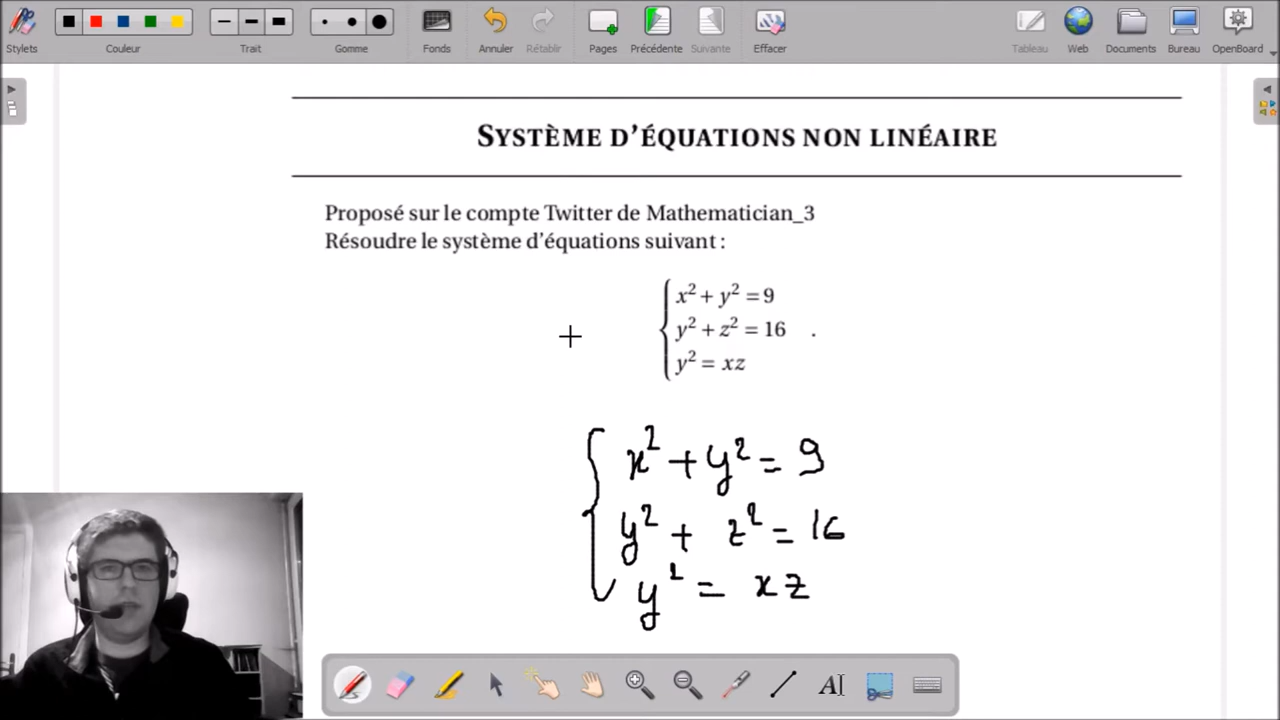 Stylets Couleur Trait Gomme Fonds Annuler Rétablir Pages Précédente Suivante Effacer Tableau Web Documents Bureau OpenBoard
SYSTÈME D'ÉQUATIONS NON LINÉAIRE
Proposé sur le compte Twitter de Mathematician_3
Résoudre le système d'équations suivant :
x² + y² = 9
y² + z² = 16 .
y² = xz
x² + y² = 9
y² + z² = 16
y² = xz
AI